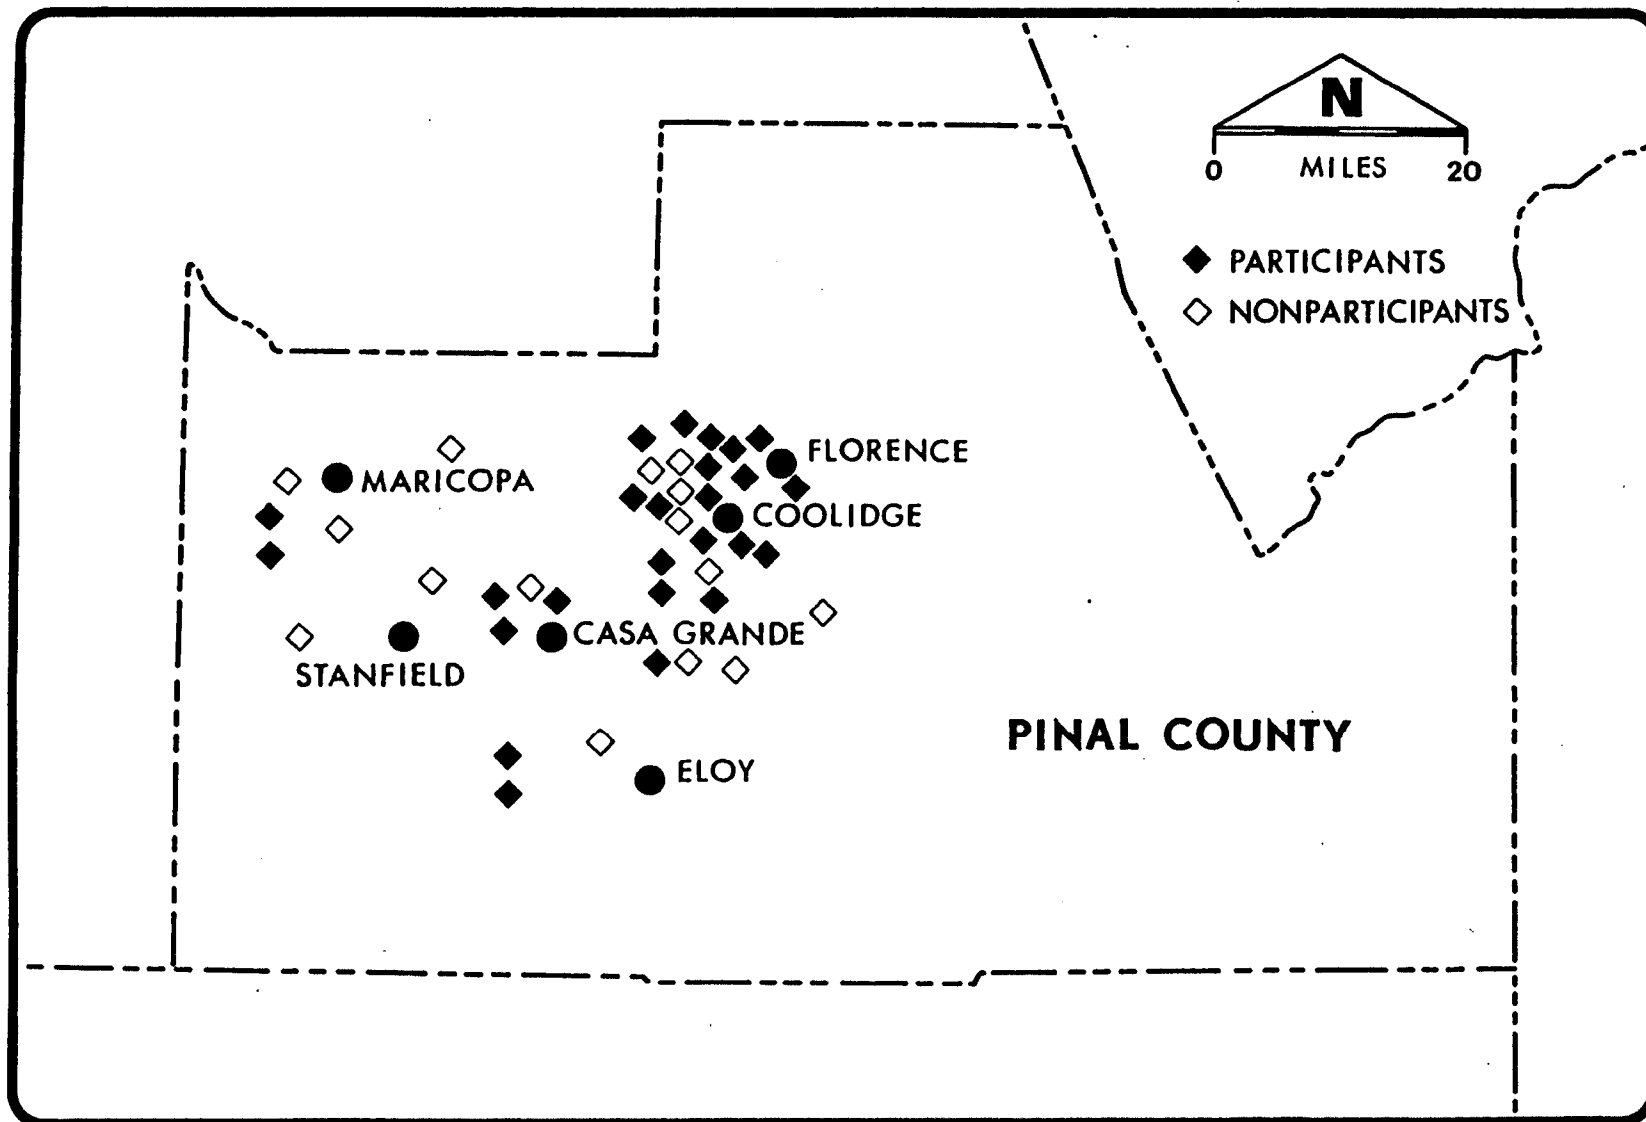 N
0 MILES 20
PARTICIPANTS
NONPARTICIPANTS
FLORENCE
MARICOPA
COOLIDGE
CASA GRANDE
STANFIELD
PINAL COUNTY
ELOY